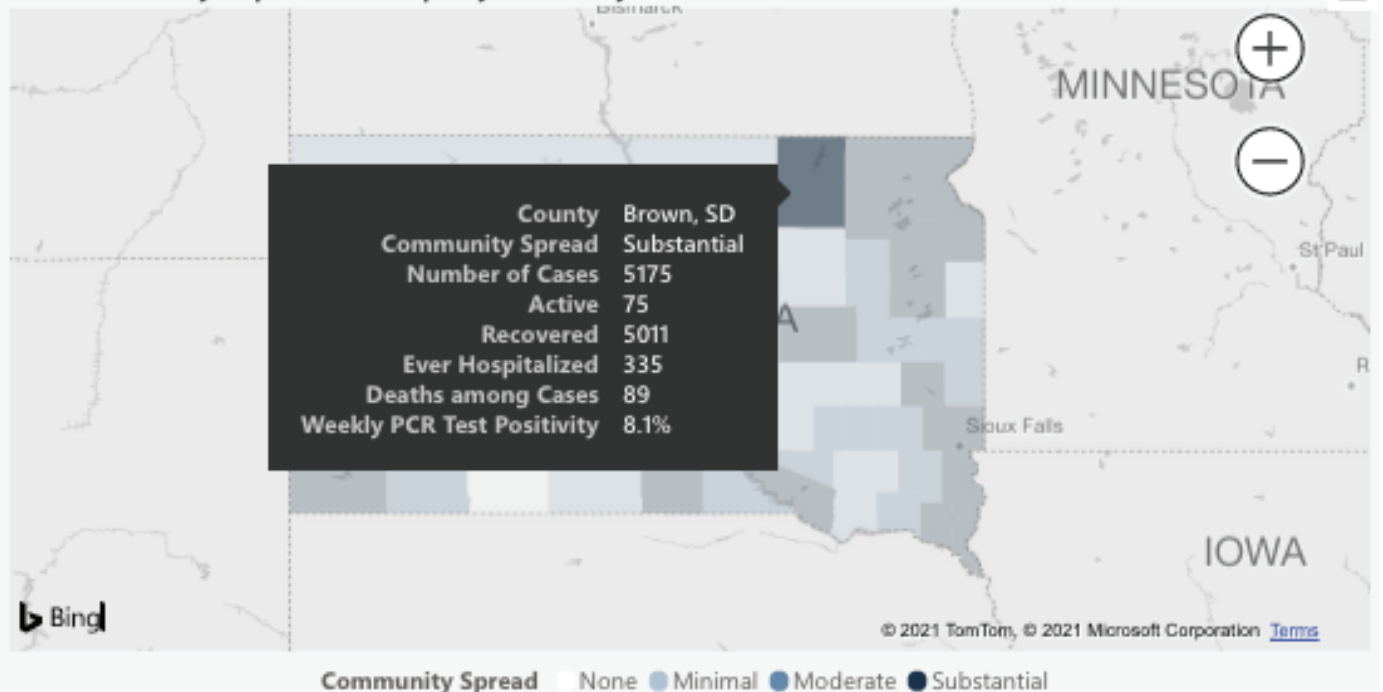 Bismarck
MINNESOTA
County Brown, SD
Community Spread Substantial
Number of Cases 5175
Active 75
Recovered 5011
Ever Hospitalized 335
Deaths among Cases 89
Weekly PCR Test Positivity 8.1%
St Paul
A
R
Sioux Falls
IOWA
Bing
© 2021 TomTom, © 2021 Microsoft Corporation Terms
Community Spread None Minimal Moderate Substantial